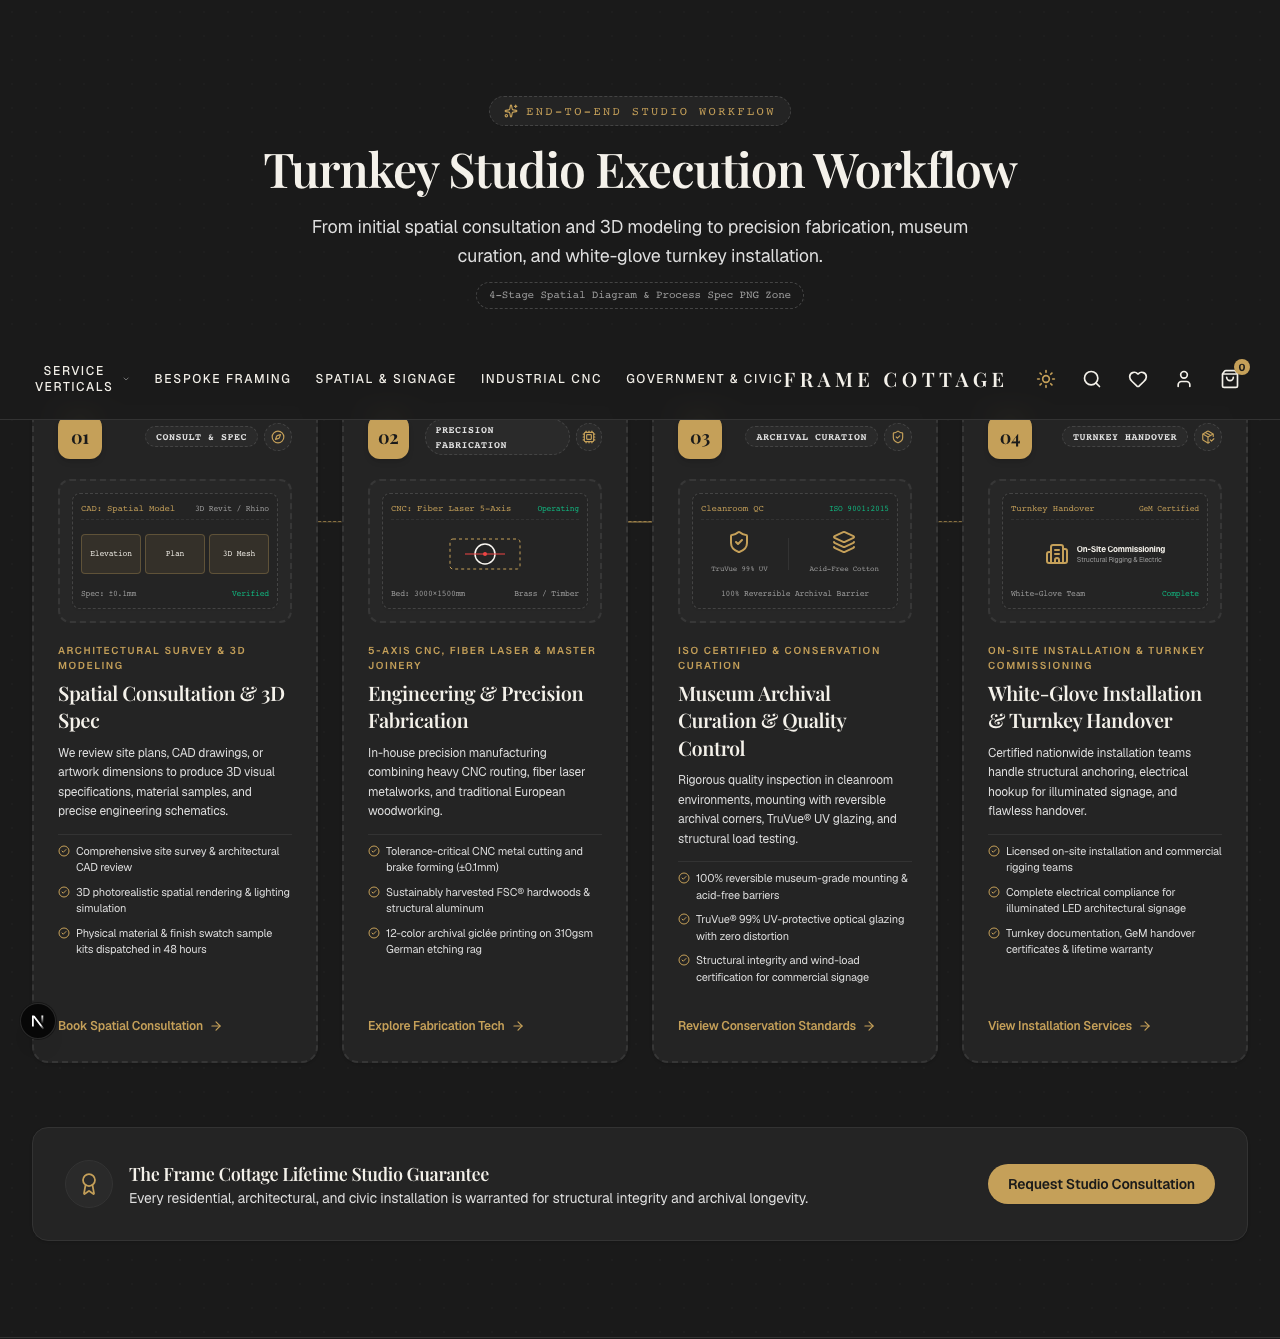 END-TO-END STUDIO WORKFLOW
Turnkey Studio Execution Workflow
From initial spatial consultation and 3D modeling to precision fabrication, museum
curation, and white-glove turnkey installation.
4-Stage Spatial Diagram & Process Spec PNG Zone
SERVICE
VERTICALS
BESPOKE FRAMING
SPATIAL & SIGNAGE
INDUSTRIAL CNC
GOVERNMENT & CIVIC
FRAME COTTAGE
0
01
CONSULT & SPEC
CAD: Spatial Model
3D Revit / Rhino
Elevation
Plan
3D Mesh
Spec: ±0.1mm
Verified
ARCHITECTURAL SURVEY & 3D
MODELING
Spatial Consultation & 3D
Spec
We review site plans, CAD drawings, or
artwork dimensions to produce 3D visual
specifications, material samples, and
precise engineering schematics.
Comprehensive site survey & architectural
CAD review
3D photorealistic spatial rendering & lighting
simulation
Physical material & finish swatch sample
kits dispatched in 48 hours
Book Spatial Consultation
02
PRECISION
FABRICATION
CNC: Fiber Laser 5-Axis
Operating
Bed: 3000×1500mm
Brass / Timber
5-AXIS CNC, FIBER LASER & MASTER
JOINERY
Engineering & Precision
Fabrication
In-house precision manufacturing
combining heavy CNC routing, fiber laser
metalworks, and traditional European
woodworking.
Tolerance-critical CNC metal cutting and
brake forming (±0.1mm)
Sustainably harvested FSC® hardwoods &
structural aluminum
12-color archival giclée printing on 310gsm
German etching rag
Explore Fabrication Tech
03
ARCHIVAL CURATION
Cleanroom QC
ISO 9001:2015
TruVue 99% UV
Acid-Free Cotton
100% Reversible Archival Barrier
ISO CERTIFIED & CONSERVATION
CURATION
Museum Archival
Curation & Quality
Control
Rigorous quality inspection in cleanroom
environments, mounting with reversible
archival corners, TruVue® UV glazing, and
structural load testing.
100% reversible museum-grade mounting &
acid-free barriers
TruVue® 99% UV-protective optical glazing
with zero distortion
Structural integrity and wind-load
certification for commercial signage
Review Conservation Standards
04
TURNKEY HANDOVER
Turnkey Handover
GeM Certified
On-Site Commissioning
Structural Rigging & Electric
White-Glove Team
Complete
ON-SITE INSTALLATION & TURNKEY
COMMISSIONING
White-Glove Installation
& Turnkey Handover
Certified nationwide installation teams
handle structural anchoring, electrical
hookup for illuminated signage, and
flawless handover.
Licensed on-site installation and commercial
rigging teams
Complete electrical compliance for
illuminated LED architectural signage
Turnkey documentation, GeM handover
certificates & lifetime warranty
View Installation Services
N
The Frame Cottage Lifetime Studio Guarantee
Every residential, architectural, and civic installation is warranted for structural integrity and archival longevity.
Request Studio Consultation